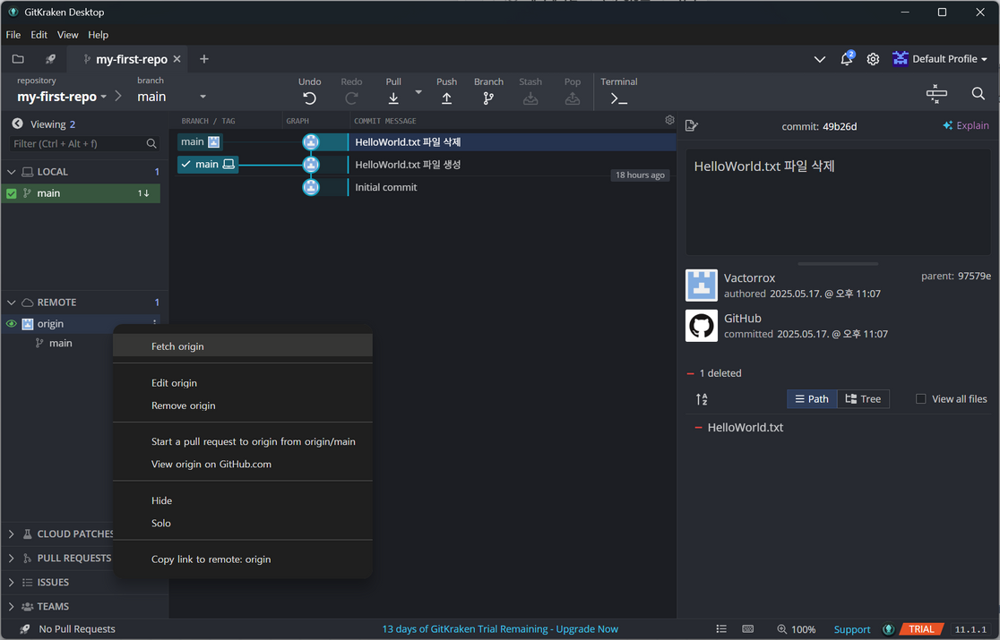 GitKraken Desktop
File Edit View Help
my-first-repo
2
Default Profile
repository
my-first-repo
branch
main
Undo
Redo
Pull
Push
Branch
Stash
Pop
Terminal
Viewing 2
Filter (Ctrl + Alt + f)
LOCAL 1
main 1↓
REMOTE 1
origin
main
CLOUD PATCHES
PULL REQUESTS
ISSUES
TEAMS
BRANCH / TAG GRAPH COMMIT MESSAGE
main HelloWorld.txt 파일 삭제
main HelloWorld.txt 파일 생성
18 hours ago
Initial commit
Fetch origin
Edit origin
Remove origin
Start a pull request to origin from origin/main
View origin on GitHub.com
Hide
Solo
Copy link to remote: origin
commit: 49b26d
Explain
HelloWorld.txt 파일 삭제
Vactorrox
authored 2025.05.17. @ 오후 11:07
parent: 97579e
GitHub
committed 2025.05.17. @ 오후 11:07
1 deleted
Path Tree View all files
HelloWorld.txt
No Pull Requests
13 days of GitKraken Trial Remaining - Upgrade Now
100%
Support
TRIAL
11.1.1